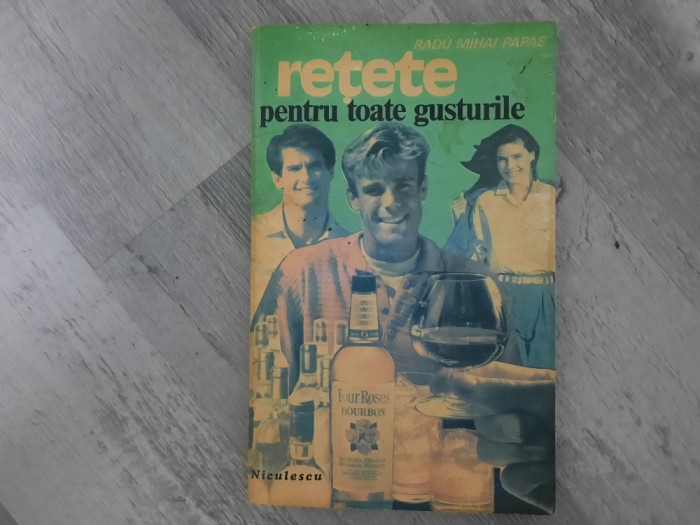 RADU MIHAI PAPAE
rețete
pentru toate gusturile
Four Roses
BOURBON
Niculescu